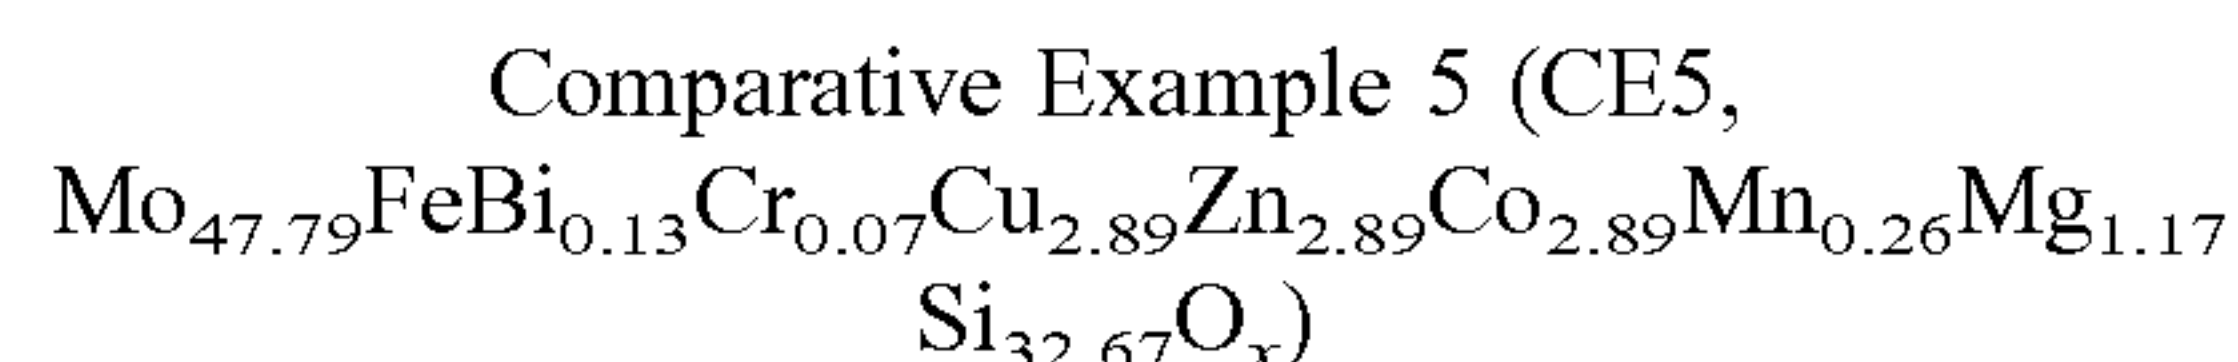 Comparative Example 5 (CE5,
Mo47.79FeBi0.13Cr0.07Cu2.89Zn2.89Co2.89Mn0.26Mg1.17
Si32.67Ox)